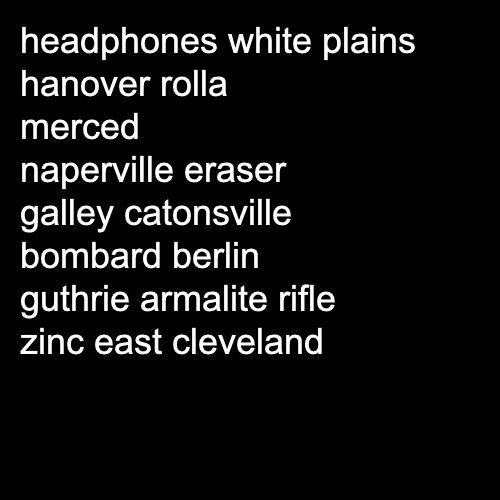 headphones white plains
hanover rolla
merced
naperville eraser
galley catonsville
bombard berlin
guthrie armalite rifle
zinc east cleveland